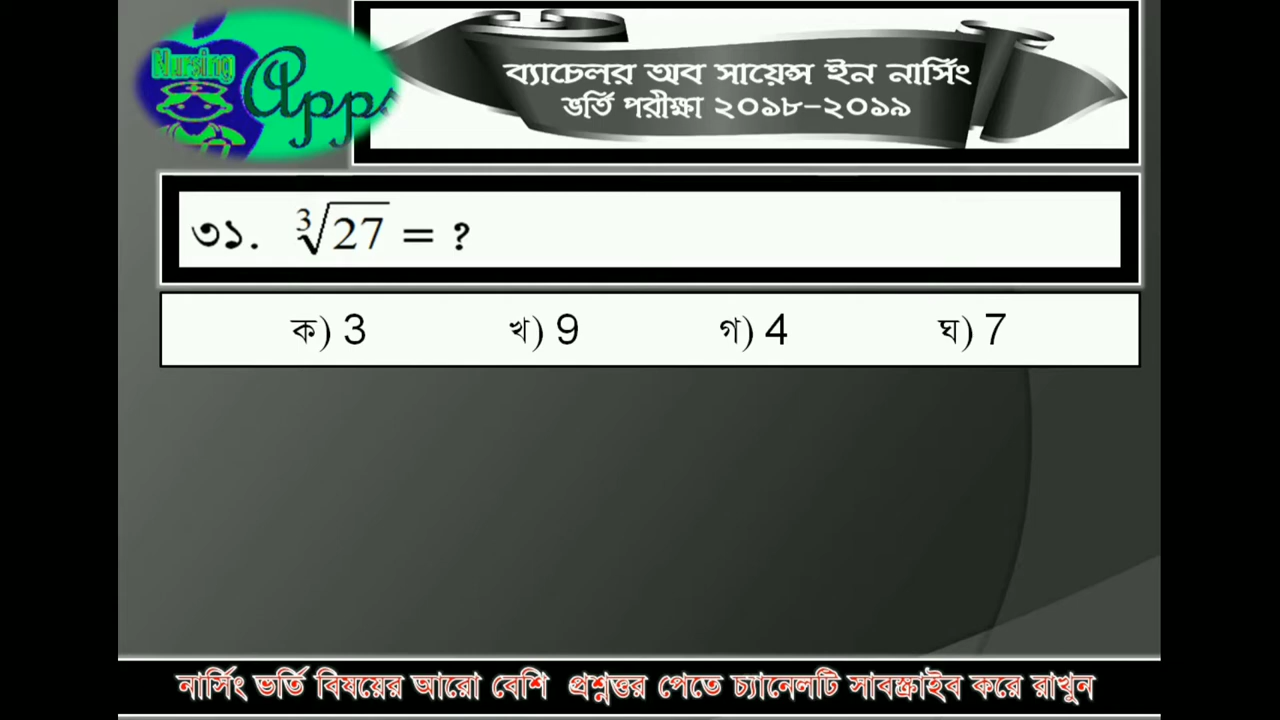 Nursing
Apps
ব্যাচেলর অব সায়েন্স ইন নার্সিং
ভর্তি পরীক্ষা ২০১৮-২০১৯
৩১. ∛27 = ?
ক) 3 খ) 9 গ) 4 ঘ) 7
নার্সিং ভর্তি বিষয়ের আরো বেশি প্রশ্নত্তর পেতে চ্যানেলটি সাবস্ক্রাইব করে রাখুন